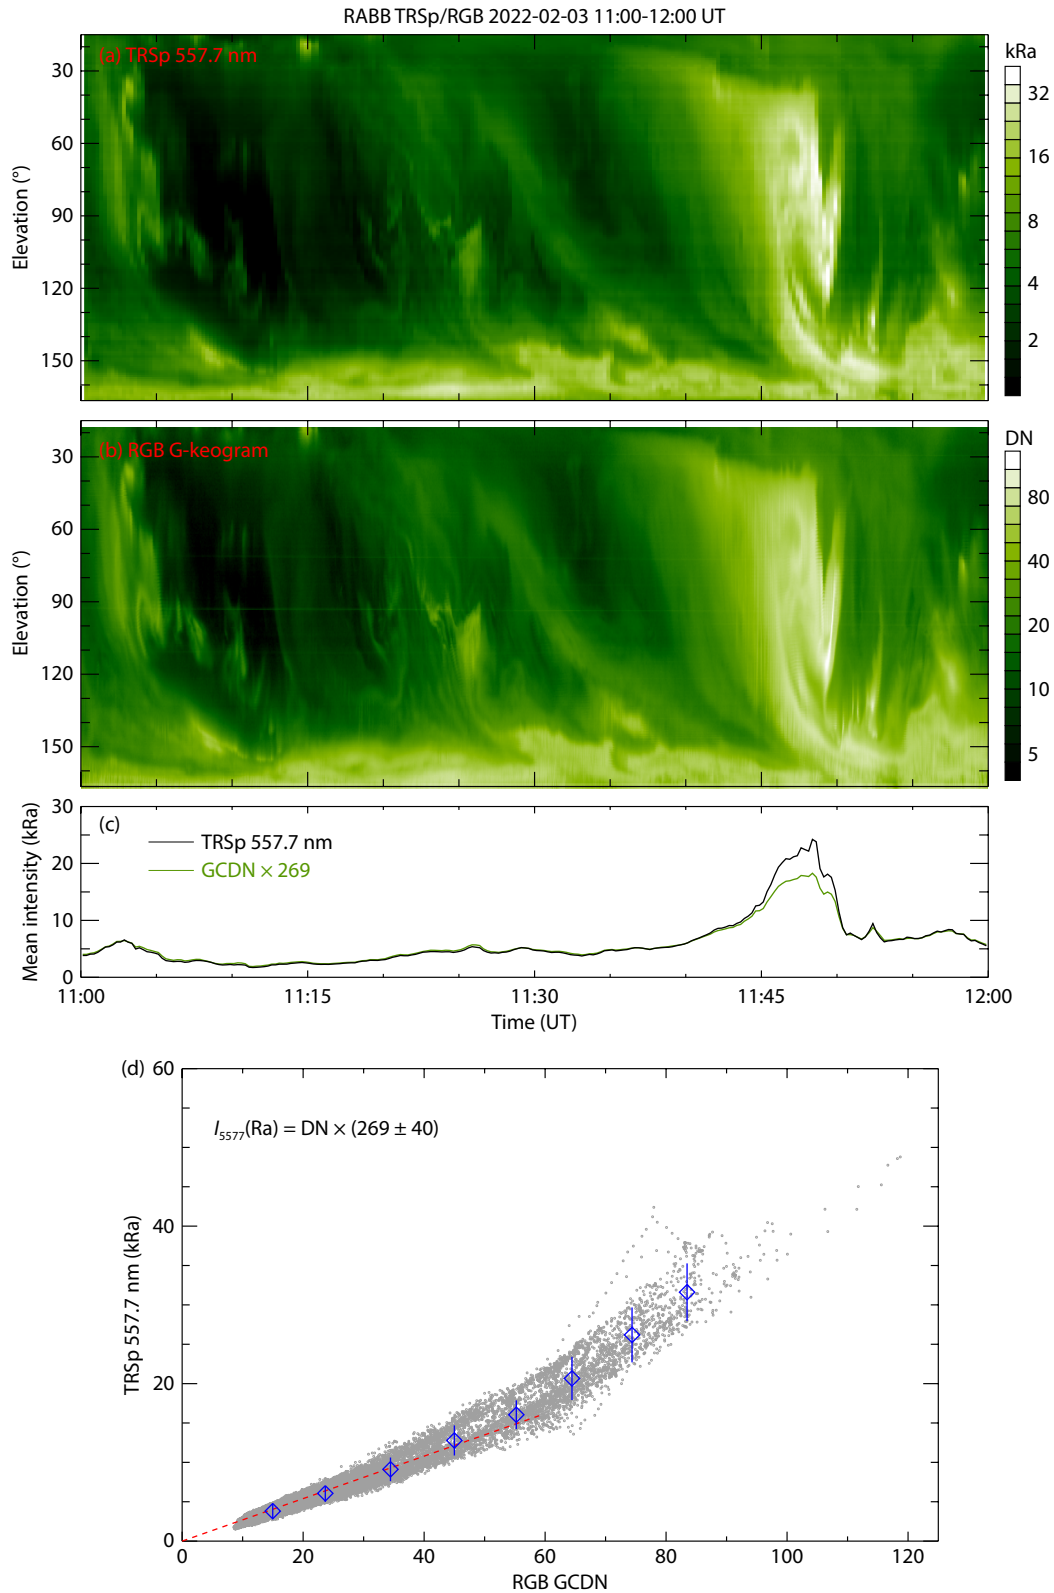 RABB TRSp/RGB 2022-02-03 11:00-12:00 UT
(a) TRSp 557.7 nm
kRa
30
60
90
120
150
Elevation (°)
32
16
8
4
2
(b) RGB G-keogram
DN
30
60
90
120
150
Elevation (°)
80
40
20
10
5
(c)
TRSp 557.7 nm
GCDN × 269
30
20
10
0
Mean intensity (kRa)
11:00 11:15 11:30 11:45 12:00
Time (UT)
(d)
I5577(Ra) = DN × (269 ± 40)
60
40
20
0
TRSp 557.7 nm (kRa)
0 20 40 60 80 100 120
RGB GCDN